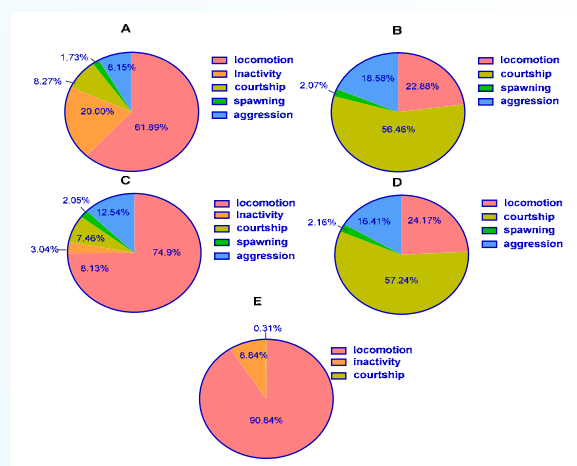 A
1.73%
8.15%
8.27%
20.00%
61.89%
locomotion
Inactivity
courtship
spawning
aggression
B
2.07%
18.58%
22.88%
56.46%
locomotion
courtship
spawning
aggression
C
2.05%
12.54%
7.46%
3.04%
8.13%
74.9%
locomotion
Inactivity
courtship
spawning
aggression
D
2.16%
16.41%
24.17%
57.24%
locomotion
courtship
spawning
aggression
E
0.31%
8.84%
90.84%
locomotion
inactivity
courtship